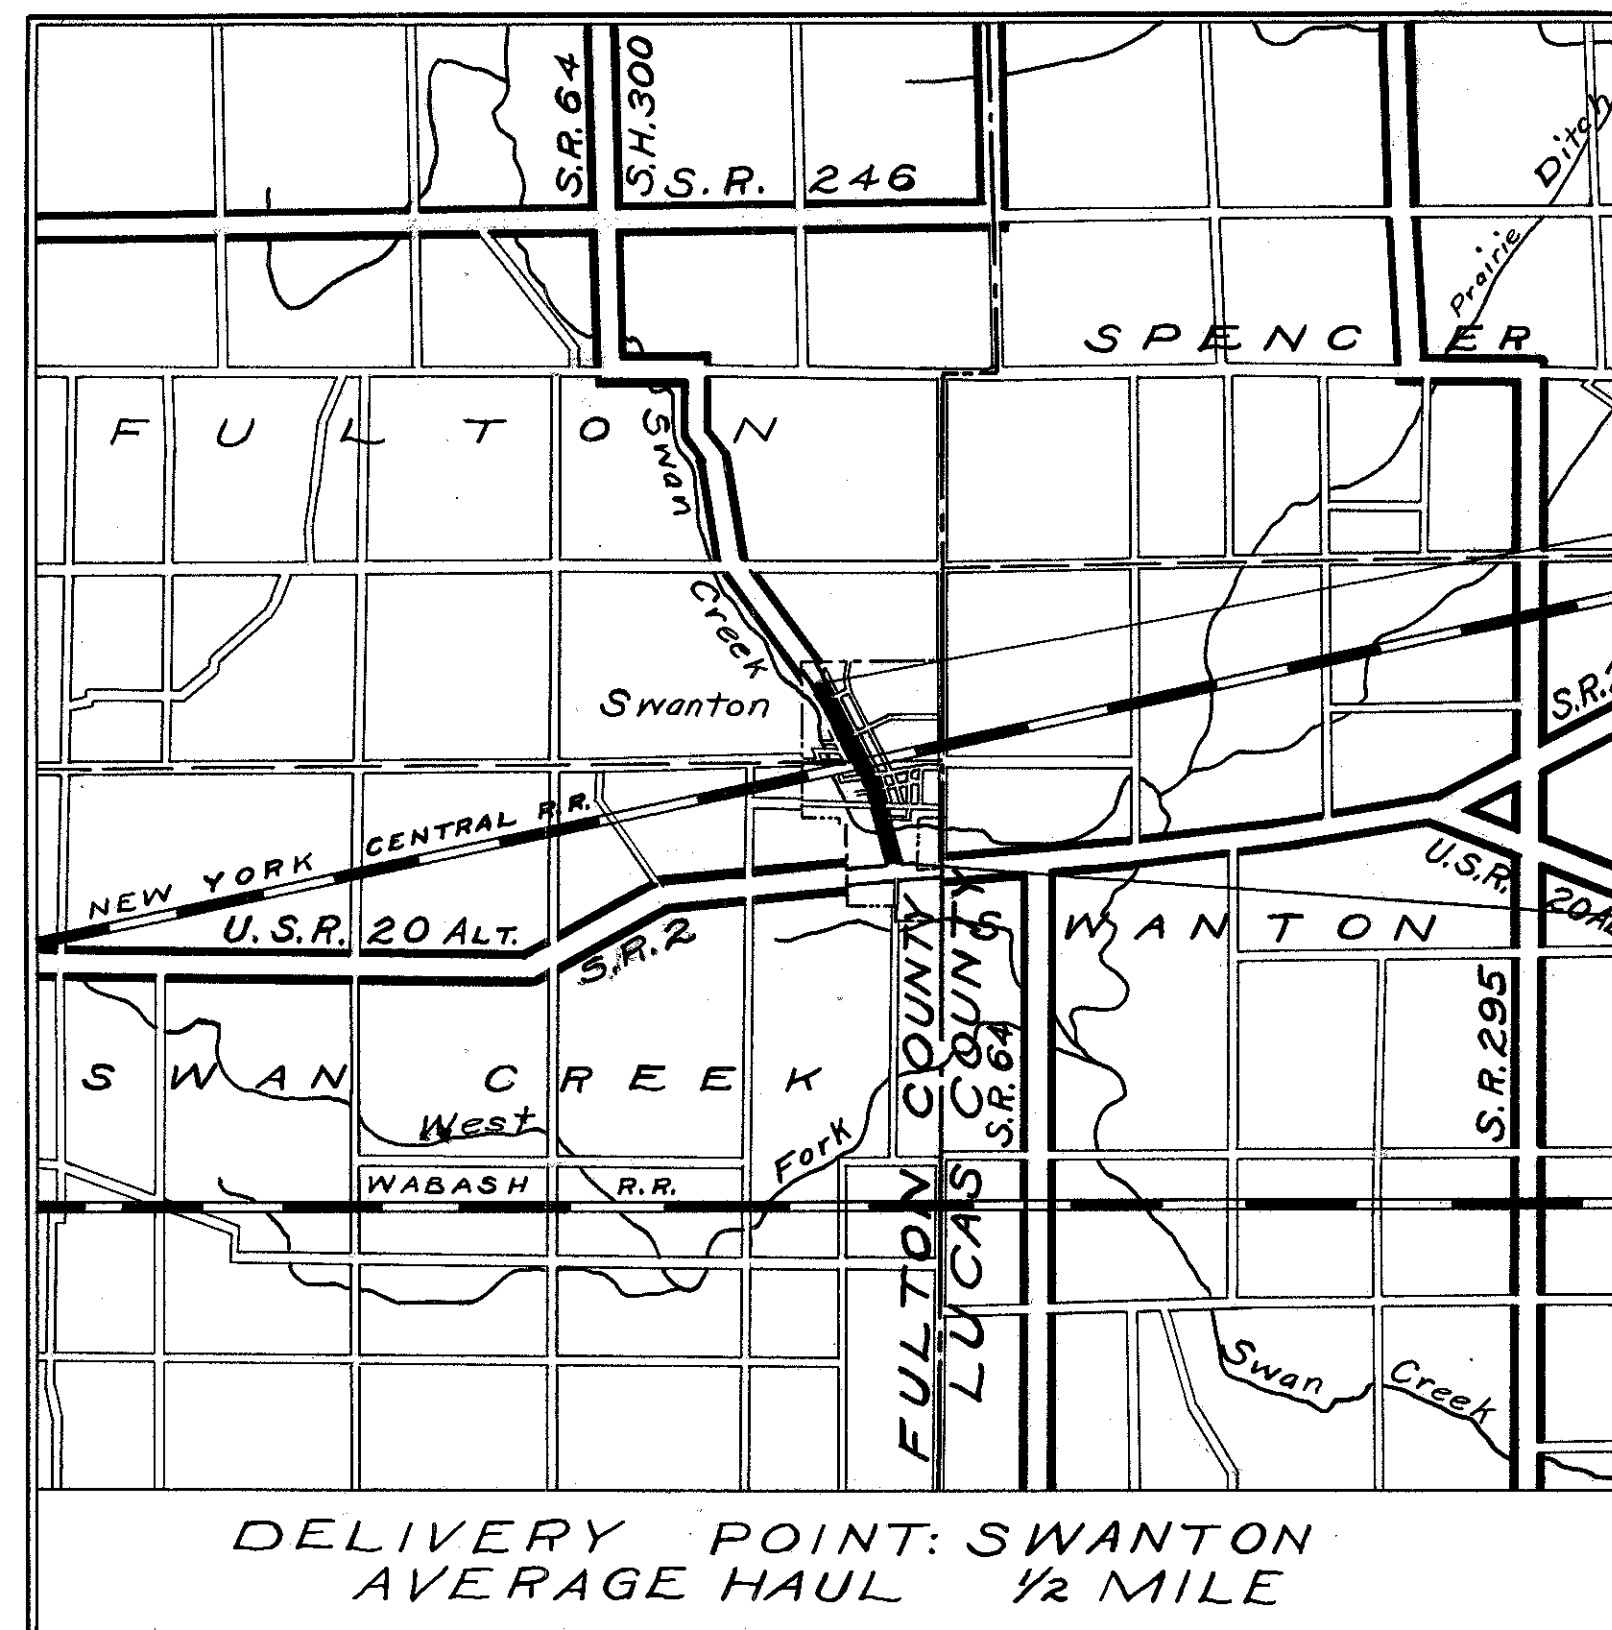 S.R. 64
S.H. 300
S. R. 246
Ditch
Prairie
SPENCER
FULTON
Swan
Creek
Swanton
S.R. 2
NEW YORK CENTRAL R.R.
U.S.R. 20 ALT.
S.R. 2
U.S.R.
SWANTON
COUNTY
COUNTY
S.R. 64
S.R. 295
SWAN CREEK
West
Fork
WABASH R.R.
FULTON
LUCAS
Swan Creek
DELIVERY POINT: SWANTON
AVERAGE HAUL 1/2 MILE